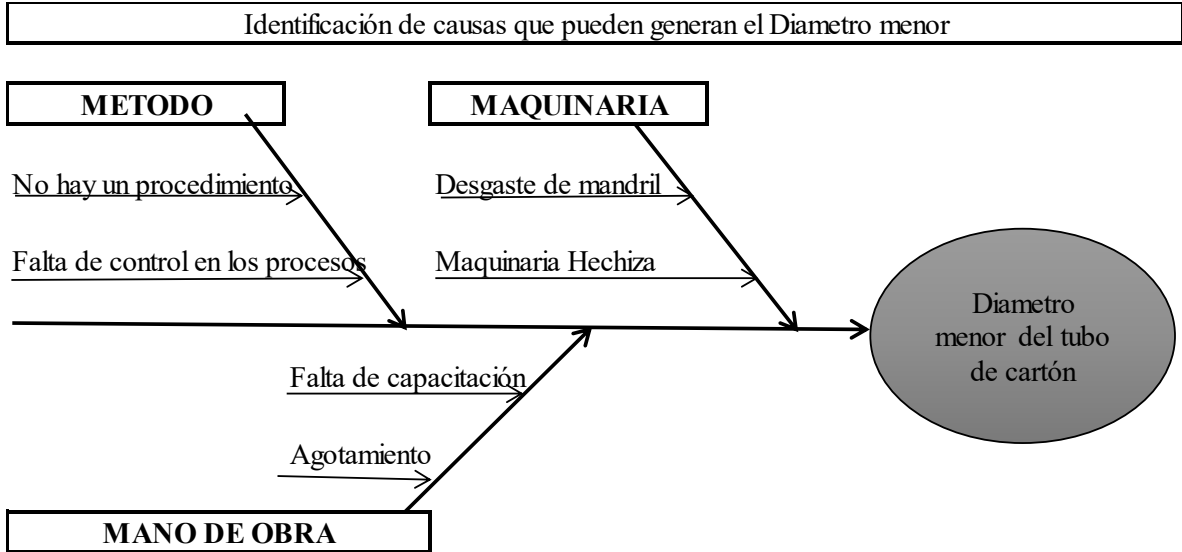 Identificación de causas que pueden generan el Diametro menor
METODO
MAQUINARIA
No hay un procedimiento
Desgaste de mandril
Falta de control en los procesos
Maquinaria Hechiza
Diametro
menor del tubo
de cartón
Falta de capacitación
Agotamiento
MANO DE OBRA